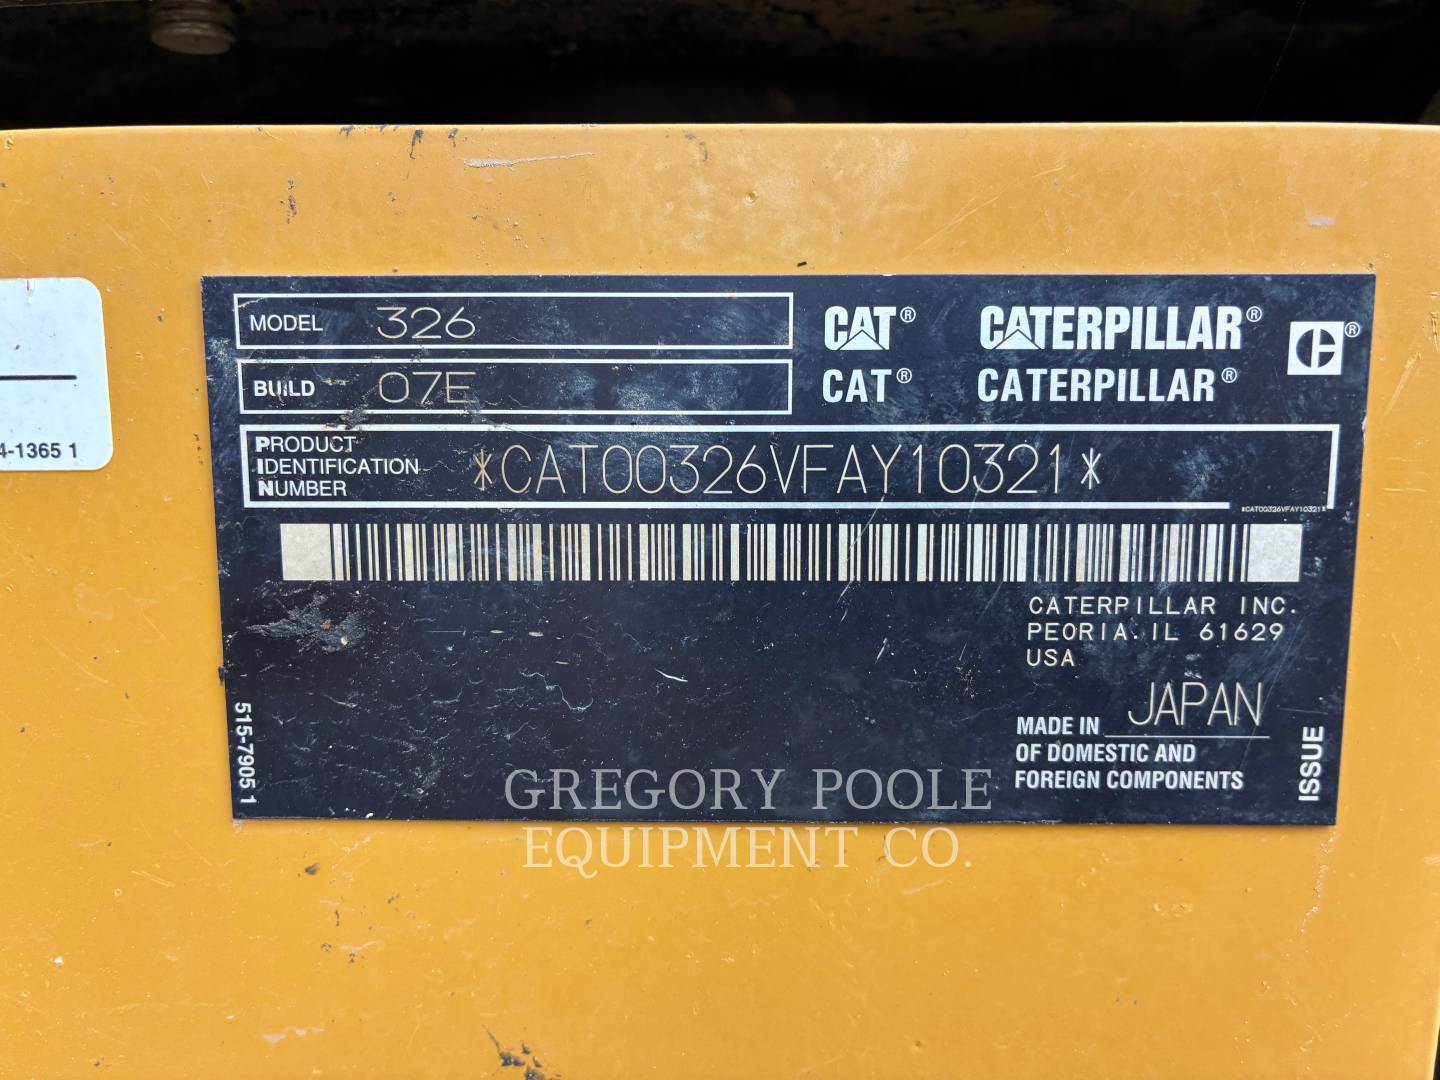 MODEL 326
BUILD 07E
CAT® CATERPILLAR®
CAT® CATERPILLAR®
PRODUCT
IDENTIFICATION
NUMBER
*CAT00326VFAY10321*
*CAT00326VFAY10321*
CATERPILLAR INC.
PEORIA. IL 61629
USA
MADE IN JAPAN
OF DOMESTIC AND
FOREIGN COMPONENTS
ISSUE
515-7905 1
4-1365 1
GREGORY POOLE
EQUIPMENT CO.